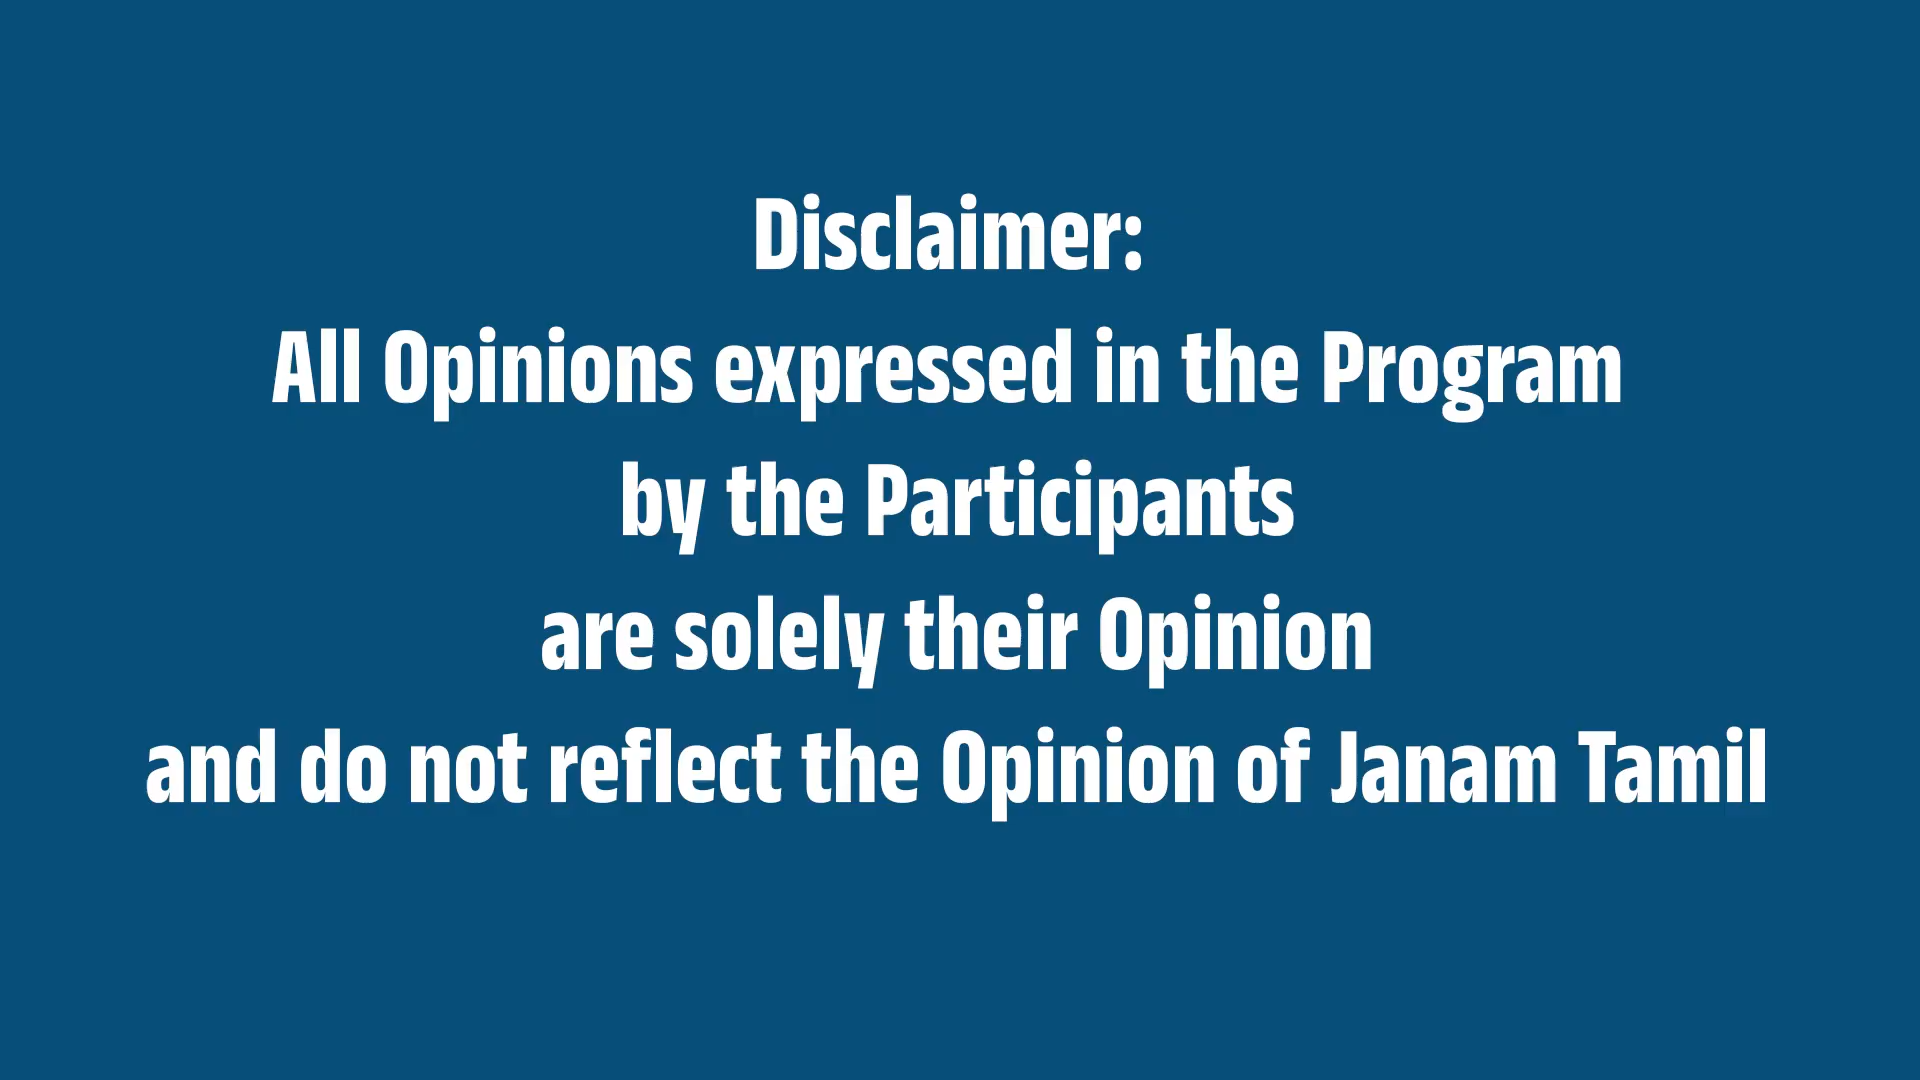 Disclaimer:
All Opinions expressed in the Program
by the Participants
are solely their Opinion
and do not reflect the Opinion of Janam Tamil